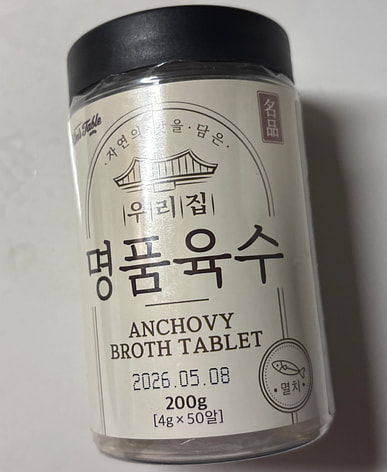 Table
名品
자연의 맛을 담은
우리집
명품육수
ANCHOVY
BROTH TABLET
2026.05.08
200g
[4g×50알]
멸치